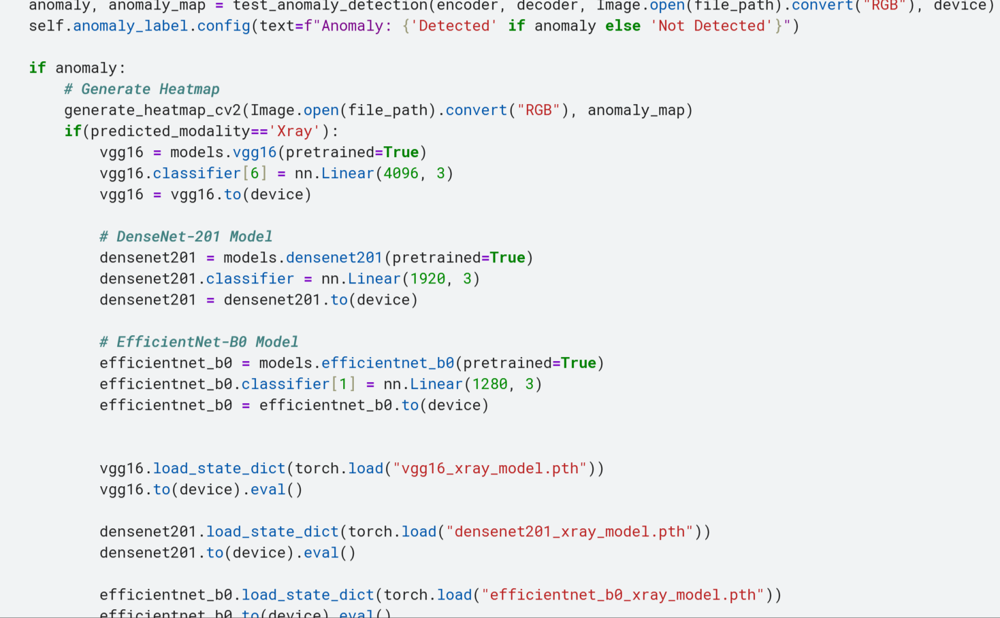 anomaly, anomaly_map = test_anomaly_detection(encoder, decoder, Image.open(file_path).convert("RGB"), device)
self.anomaly_label.config(text=f"Anomaly: {'Detected' if anomaly else 'Not Detected'}")
if anomaly:
# Generate Heatmap
generate_heatmap_cv2(Image.open(file_path).convert("RGB"), anomaly_map)
if(predicted_modality=='Xray'):
vgg16 = models.vgg16(pretrained=True)
vgg16.classifier[6] = nn.Linear(4096, 3)
vgg16 = vgg16.to(device)
# DenseNet-201 Model
densenet201 = models.densenet201(pretrained=True)
densenet201.classifier = nn.Linear(1920, 3)
densenet201 = densenet201.to(device)
# EfficientNet-B0 Model
efficientnet_b0 = models.efficientnet_b0(pretrained=True)
efficientnet_b0.classifier[1] = nn.Linear(1280, 3)
efficientnet_b0 = efficientnet_b0.to(device)
vgg16.load_state_dict(torch.load("vgg16_xray_model.pth"))
vgg16.to(device).eval()
densenet201.load_state_dict(torch.load("densenet201_xray_model.pth"))
densenet201.to(device).eval()
efficientnet_b0.load_state_dict(torch.load("efficientnet_b0_xray_model.pth"))
efficientnet_b0.to(device).eval()